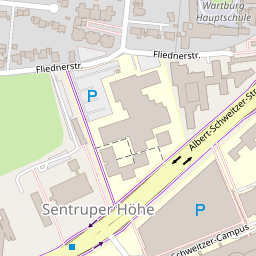 Wartburg
Hauptschule
Fliednerstr.
Fliednerstr.
P
Albert-Schweitzer-Str
Sentruper Höhe
P
Schweitzer-Campus